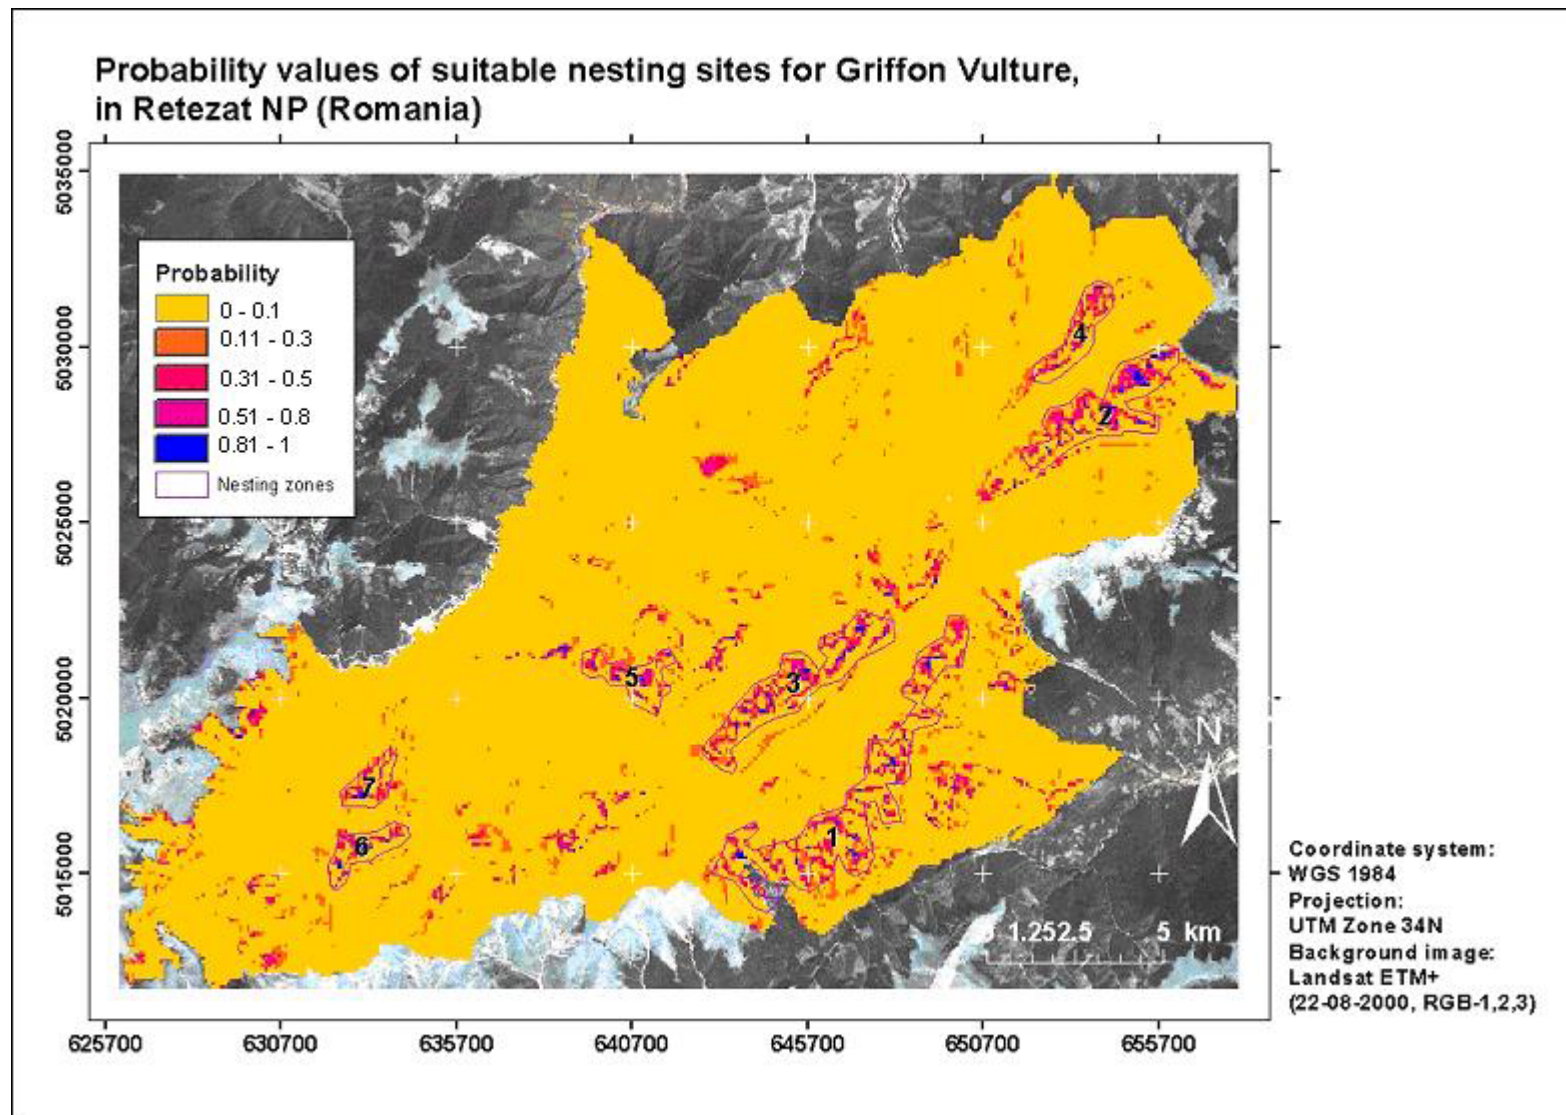 Probability values of suitable nesting sites for Griffon Vulture,
in Retezat NP (Romania)
5035000
5030000
5025000
5020000
5015000
Probability
0 - 0.1
0.11 - 0.3
0.31 - 0.5
0.51 - 0.8
0.81 - 1
Nesting zones
4
2
5
3
7
6
1
N
0 1.252.5 5 km
625700 630700 635700 640700 645700 650700 655700
Coordinate system:
WGS 1984
Projection:
UTM Zone 34N
Background image:
Landsat ETM+
(22-08-2000, RGB-1,2,3)